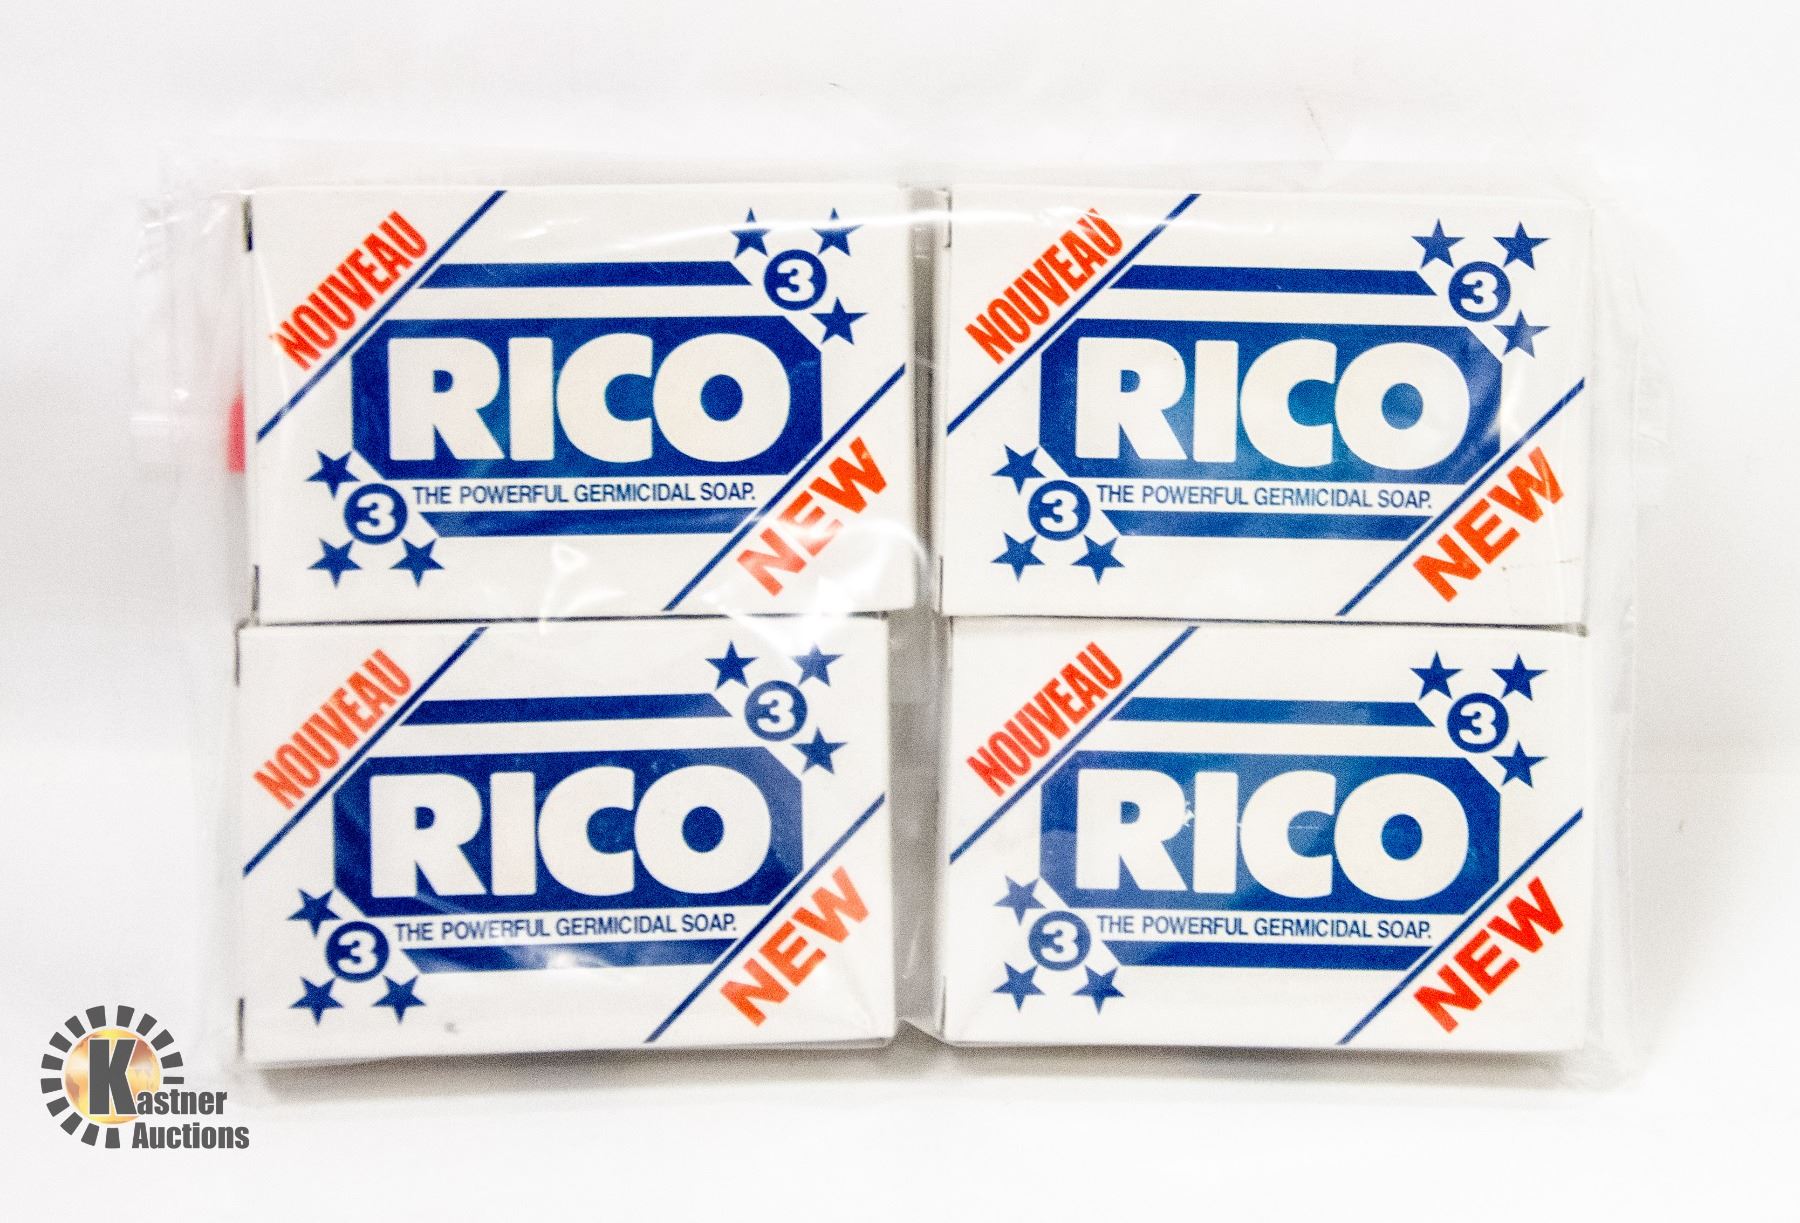 NOUVEAU
3
RICO
3
THE POWERFUL GERMICIDAL SOAP.
NEW
NOUVEAU
3
RICO
3
THE POWERFUL GERMICIDAL SOAP.
NEW
NOUVEAU
3
RICO
3
THE POWERFUL GERMICIDAL SOAP.
NEW
NOUVEAU
3
RICO
3
THE POWERFUL GERMICIDAL SOAP.
NEW
Kastner
Auctions